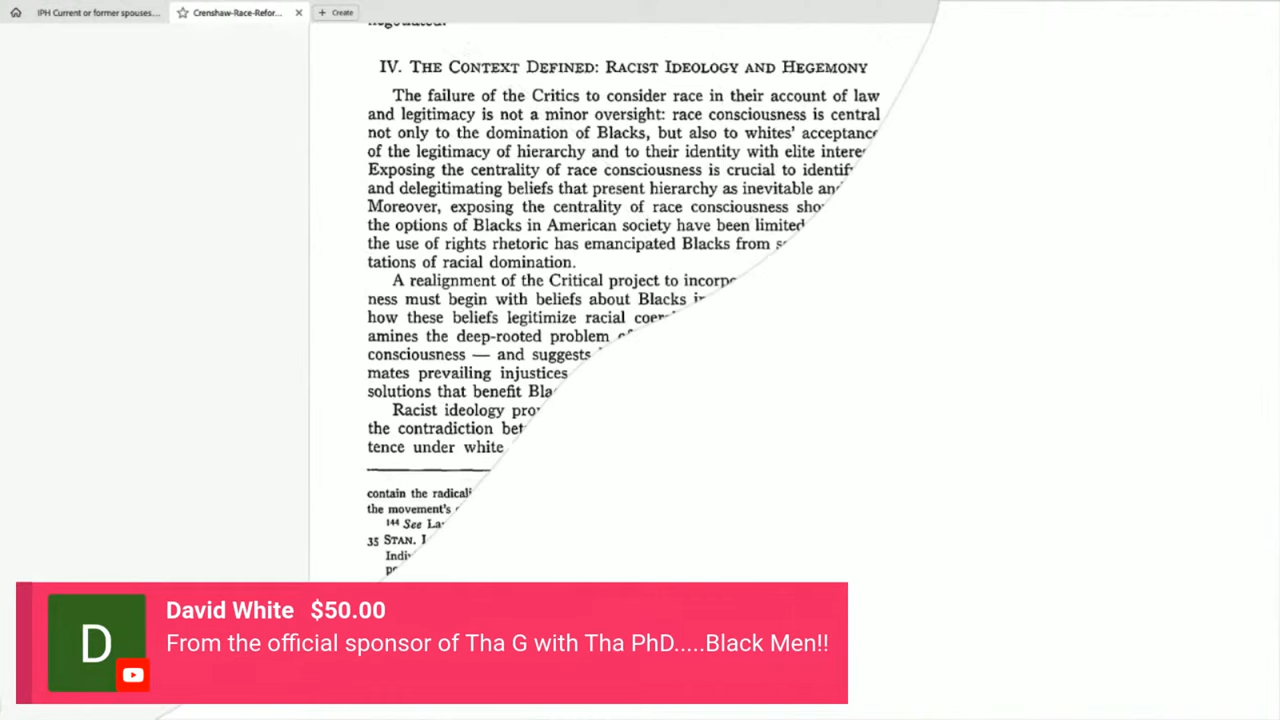 IPH Current or former spouses....
Crenshaw-Race-Refor...
Create
IV. THE CONTEXT DEFINED: RACIST IDEOLOGY AND HEGEMONY
The failure of the Critics to consider race in their account of law
and legitimacy is not a minor oversight: race consciousness is central
not only to the domination of Blacks, but also to whites' acceptance
of the legitimacy of hierarchy and to their identity with elite
Exposing the centrality of race consciousness is crucial to
and delegitimating beliefs that present hierarchy as inevitable
Moreover, exposing the centrality of race consciousness
the options of Blacks in American society have been limited
the use of rights rhetoric has emancipated Blacks from
tations of racial domination.
A realignment of the Critical project to
ness must begin with beliefs about Blacks
how these beliefs legitimize racial
amines the deep-rooted problem
consciousness — and suggests
mates prevailing injustices
solutions that benefit
Racist ideology
the contradiction
tence under white
contain the
the movement's
144 See
35 STAN.
David White $50.00
From the official sponsor of Tha G with Tha PhD.....Black Men!!
D